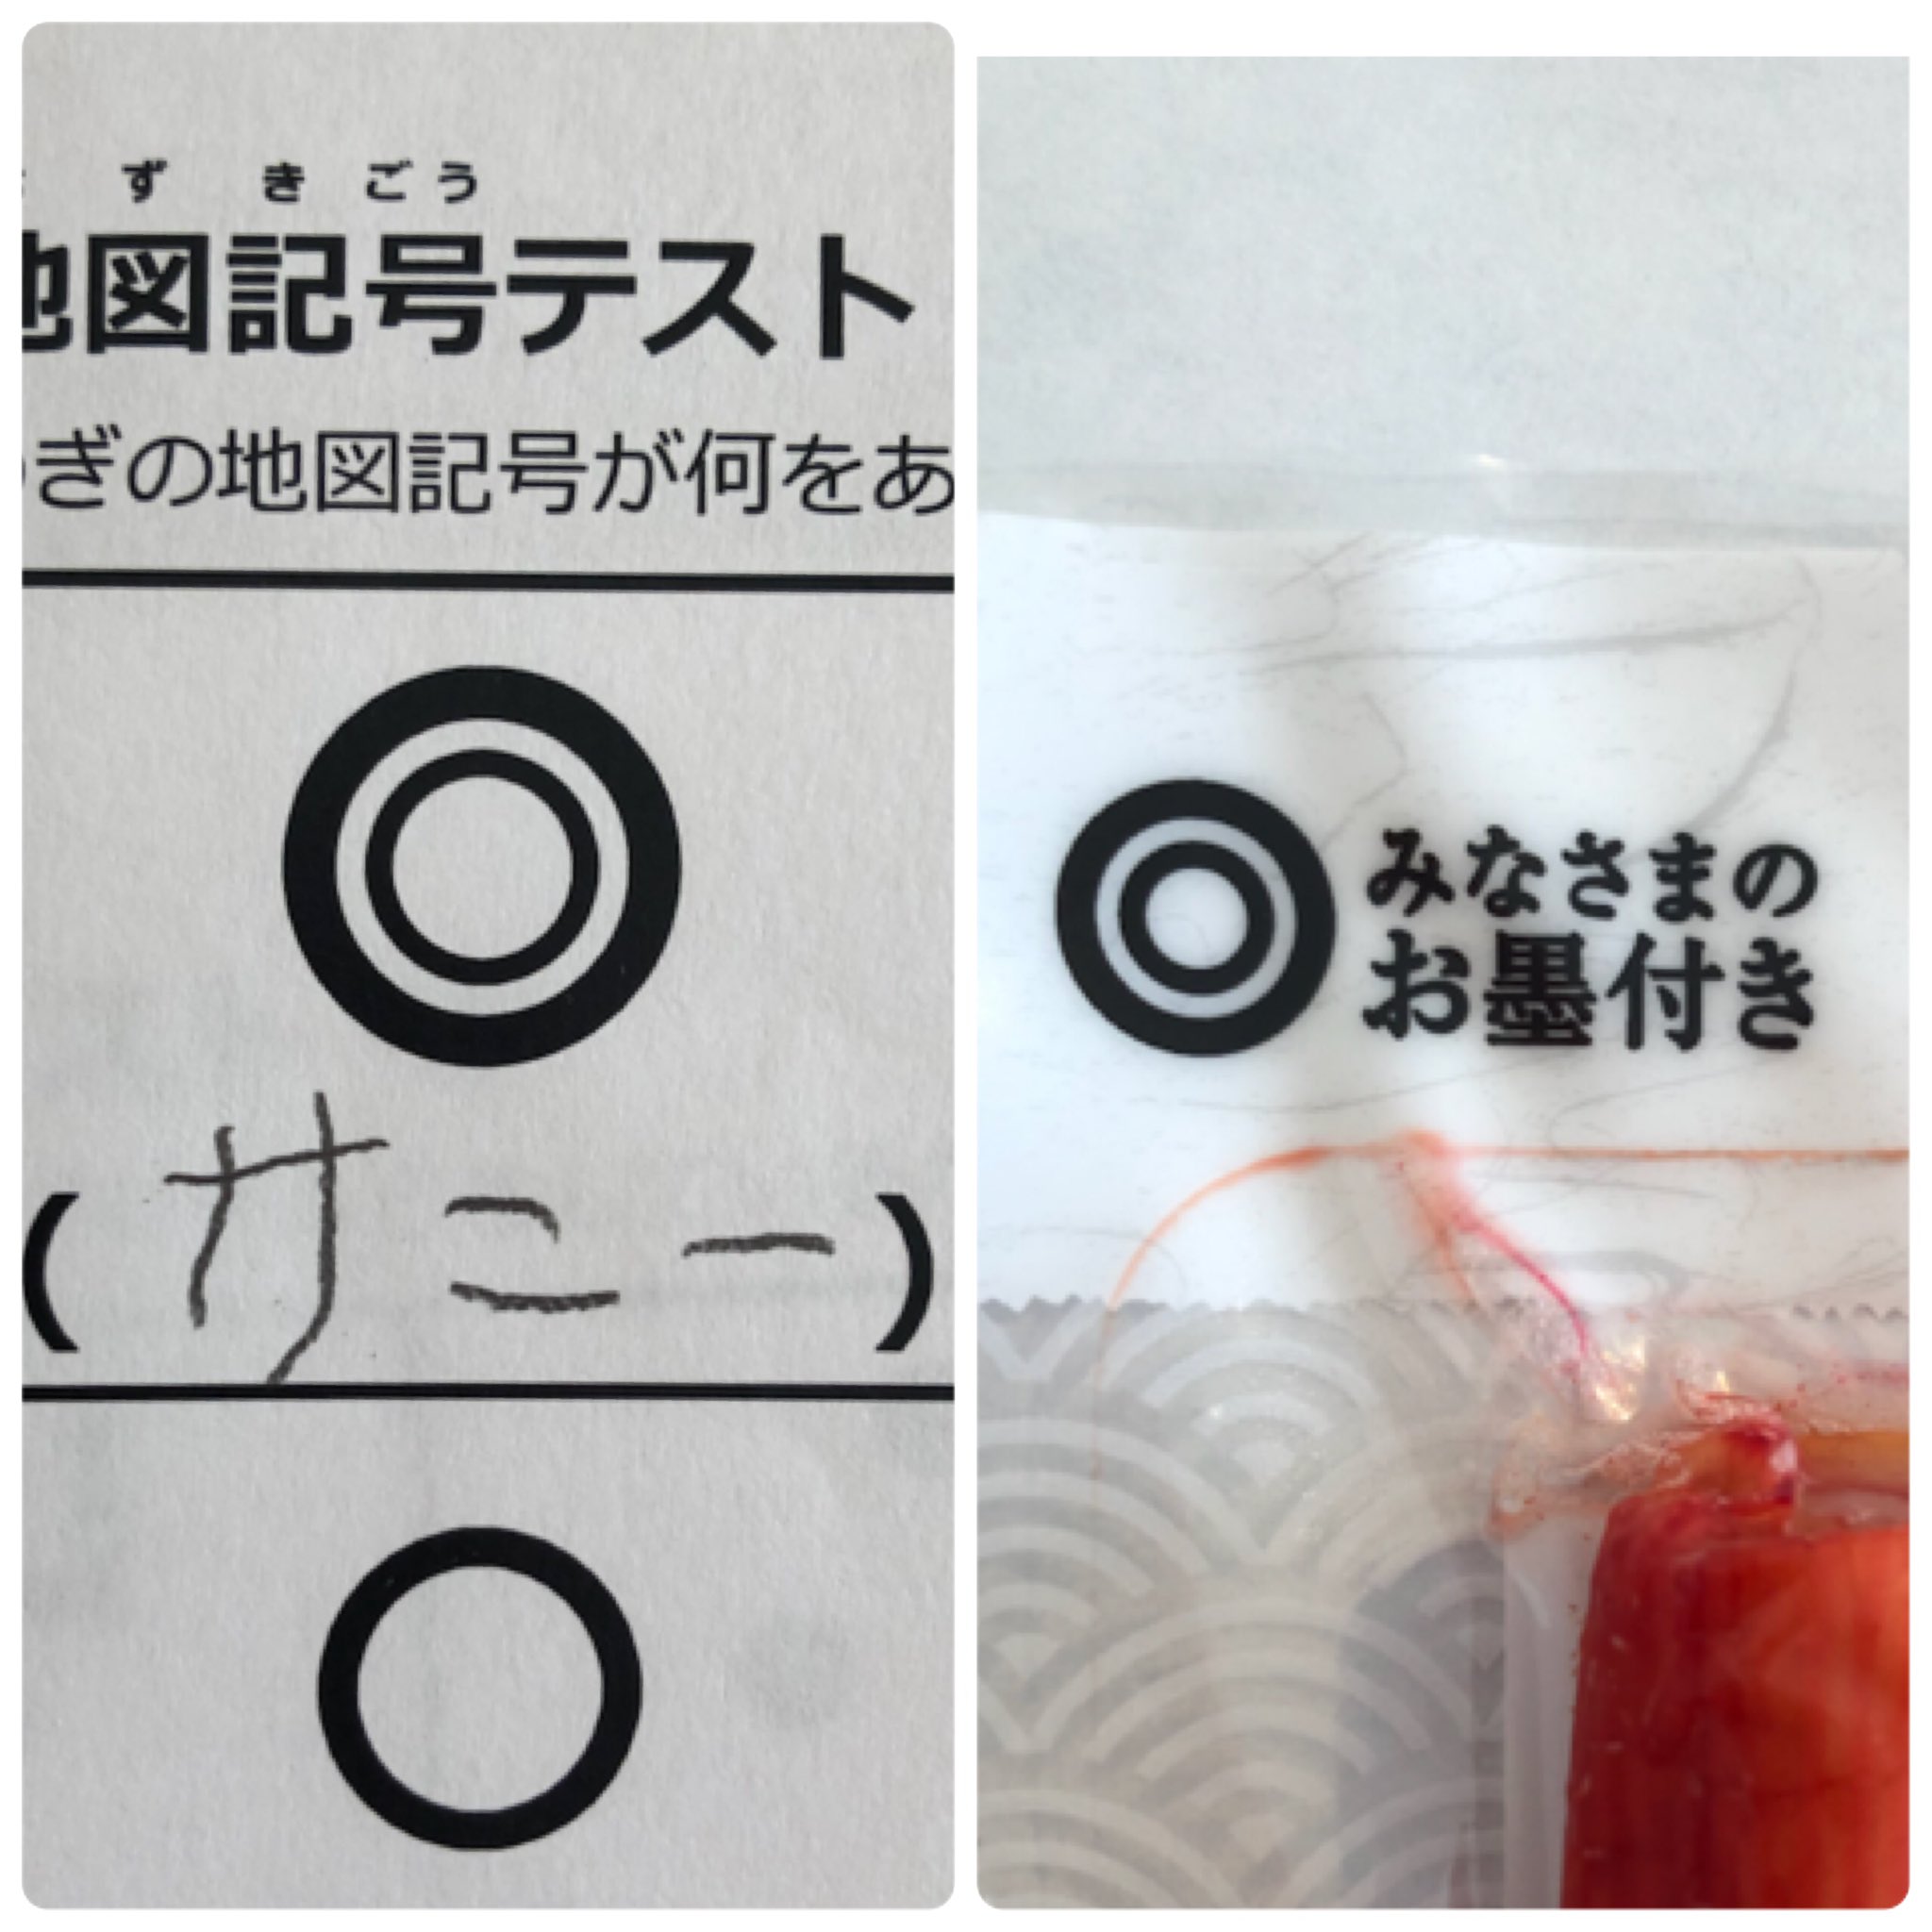 ずきごう
地図記号テスト
ぎの地図記号が何をあ
(サニー)
みなさまの
お墨付き